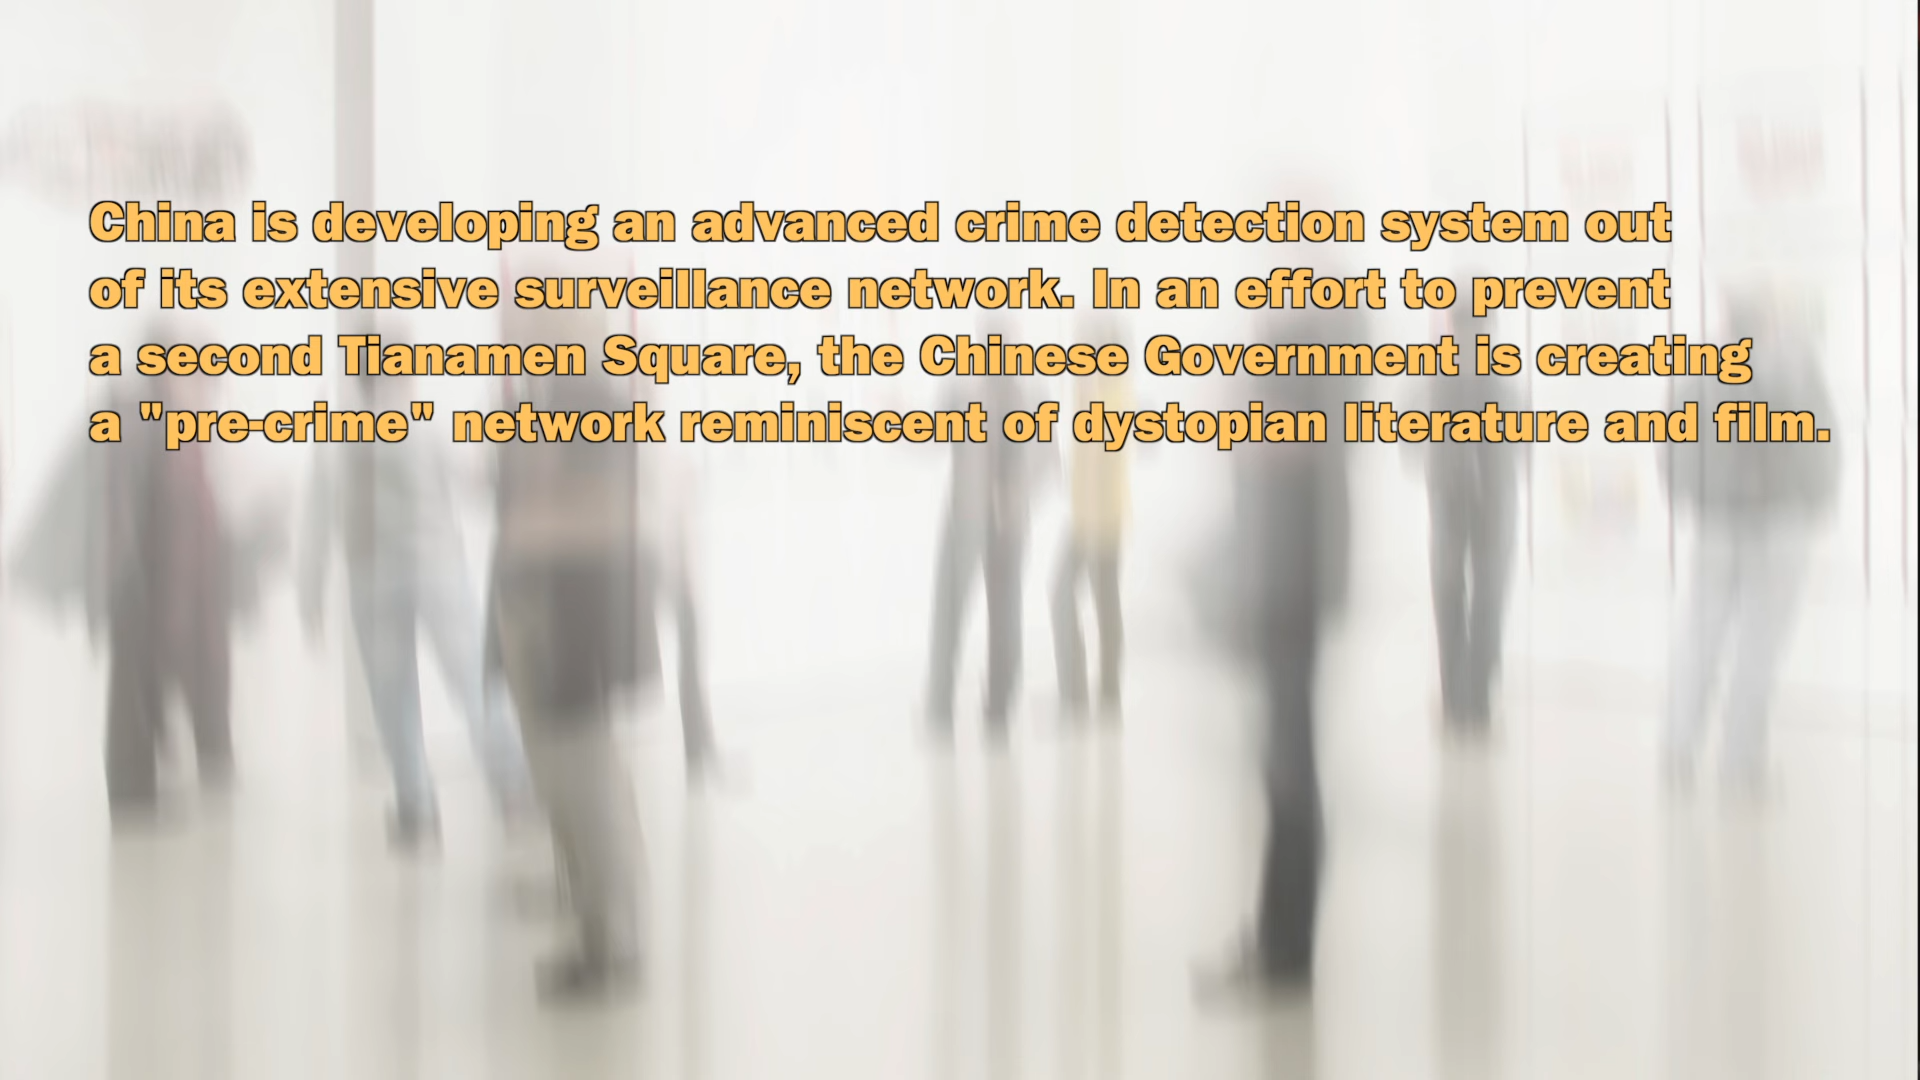 China is developing an advanced crime detection system out
of its extensive surveillance network. In an effort to prevent
a second Tianamen Square, the Chinese Government is creating
a "pre-crime" network reminiscent of dystopian literature and film.